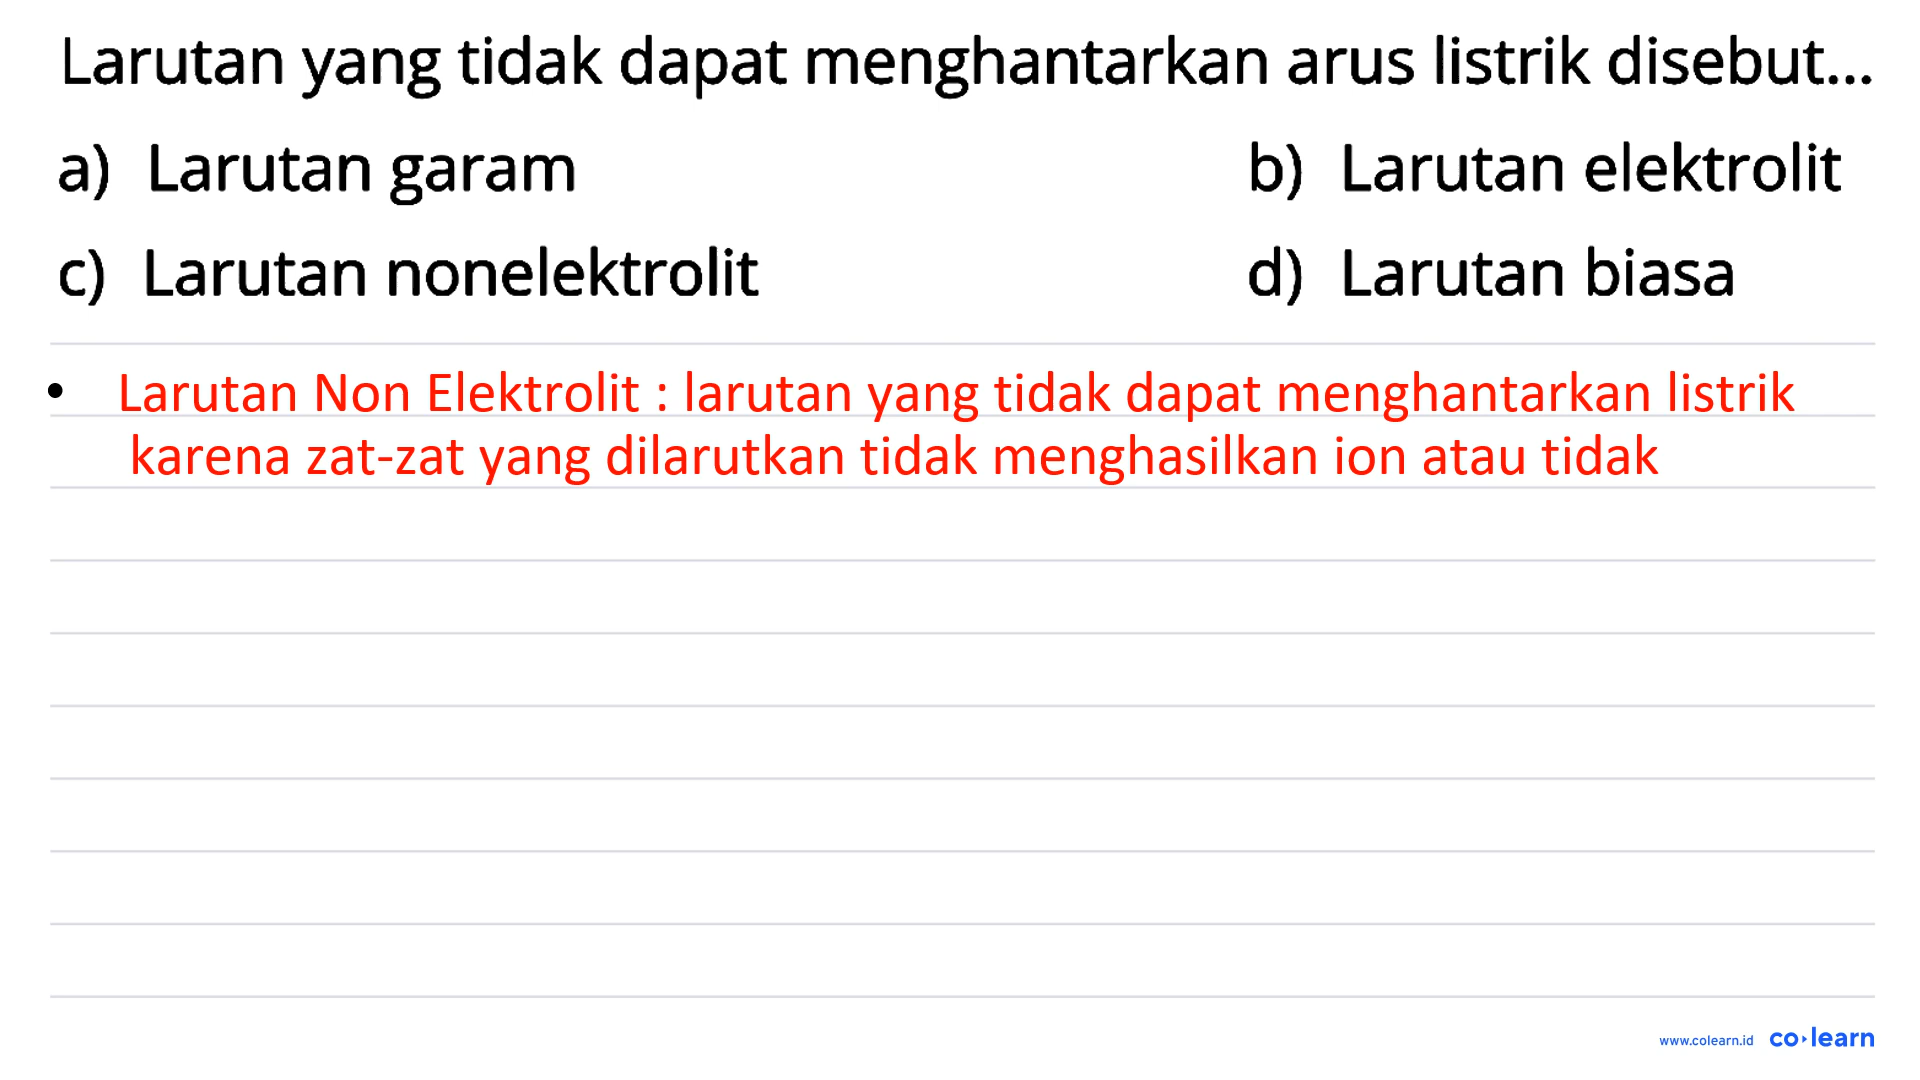 Larutan yang tidak dapat menghantarkan arus listrik disebut...
a) Larutan garam
b) Larutan elektrolit
c) Larutan nonelektrolit
d) Larutan biasa
• Larutan Non Elektrolit : larutan yang tidak dapat menghantarkan listrik
karena zat-zat yang dilarutkan tidak menghasilkan ion atau tidak
www.colearn.id co learn